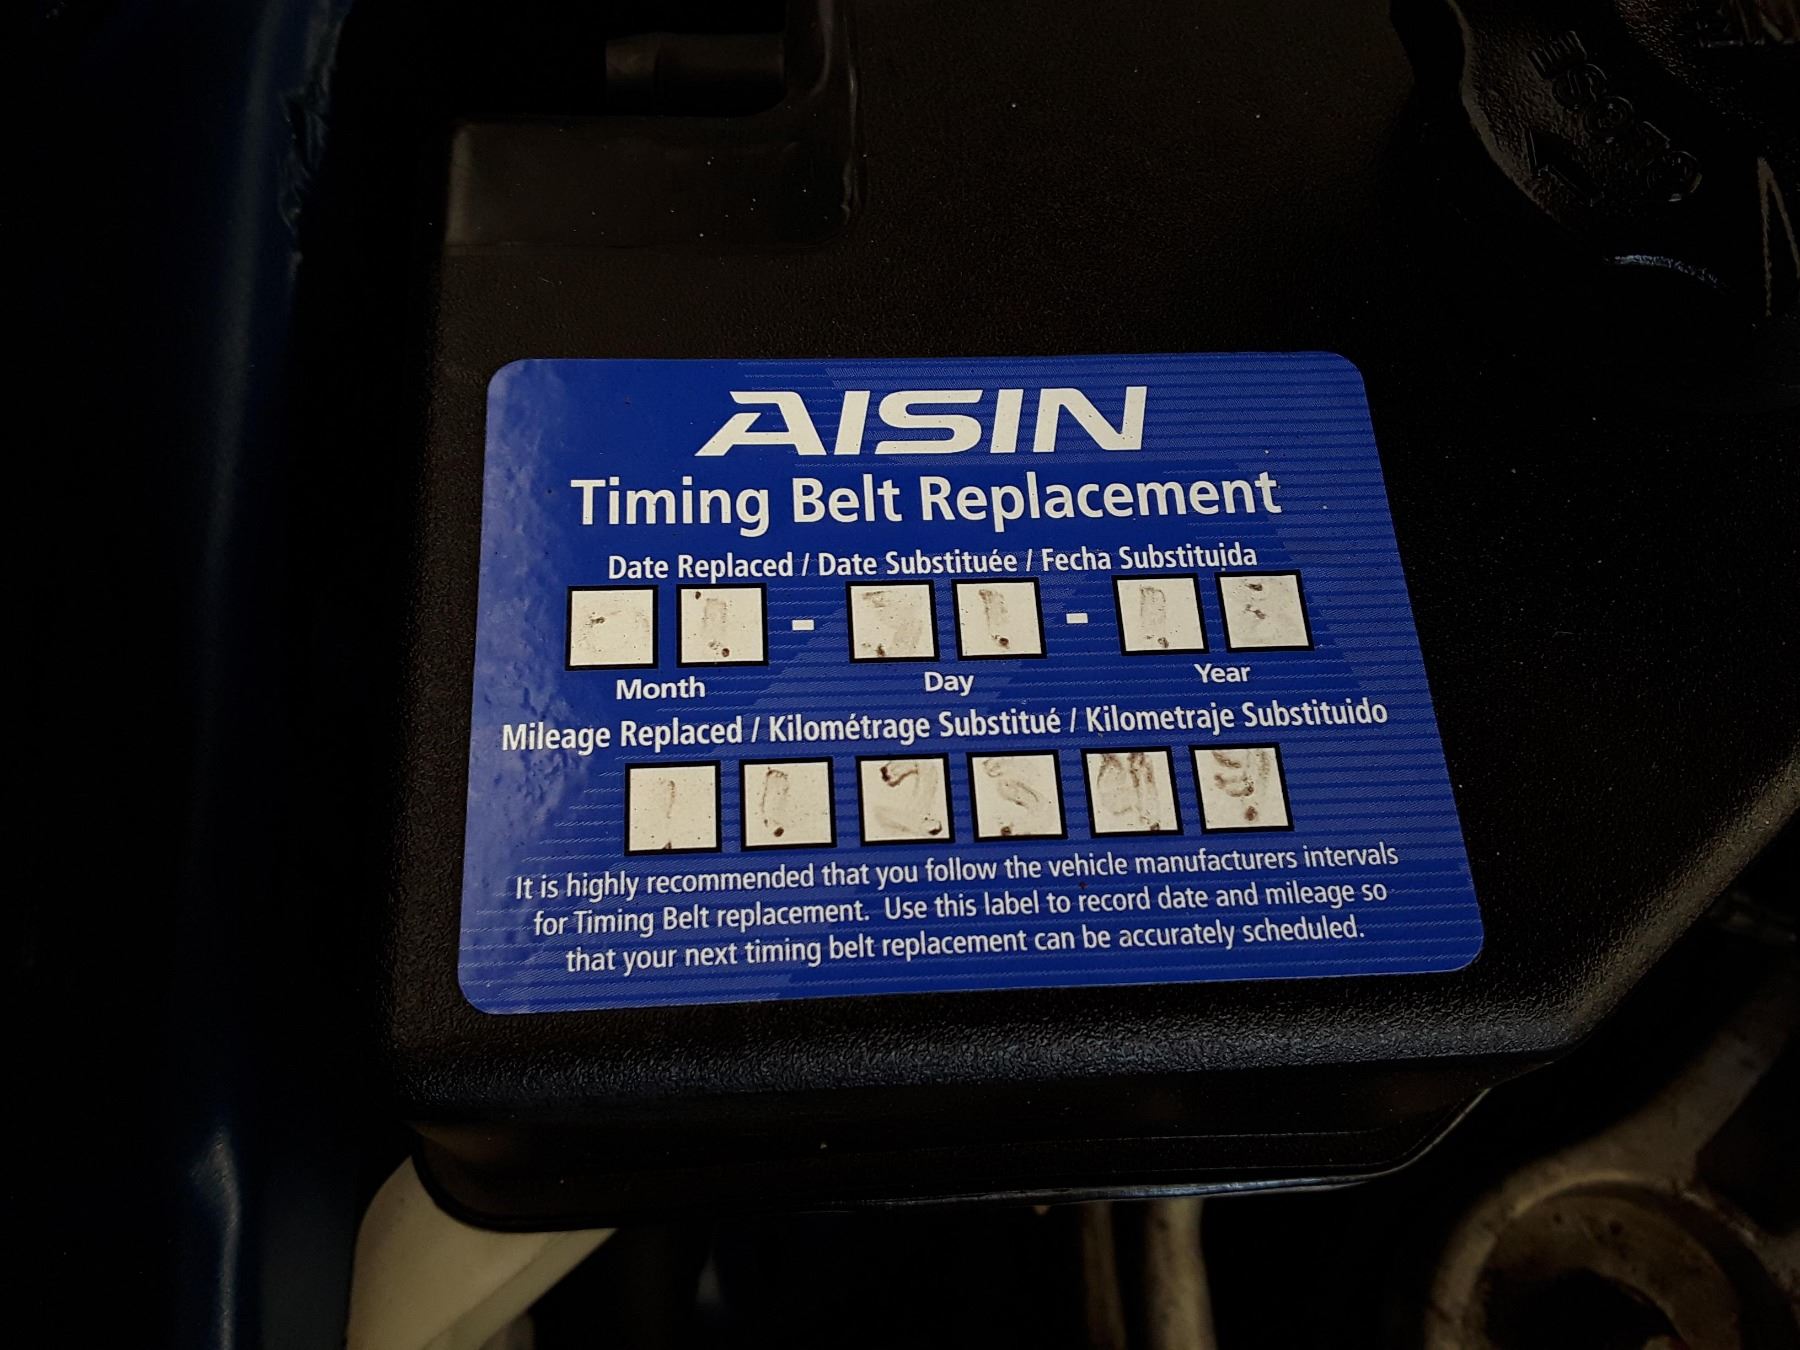 AISIN
Timing Belt Replacement
Date Replaced / Date Substituée / Fecha Substituida
- -
Month Day Year
Mileage Replaced / Kilométrage Substitué / Kilometraje Substituido
It is highly recommended that you follow the vehicle manufacturers intervals
for Timing Belt replacement. Use this label to record date and mileage so
that your next timing belt replacement can be accurately scheduled.